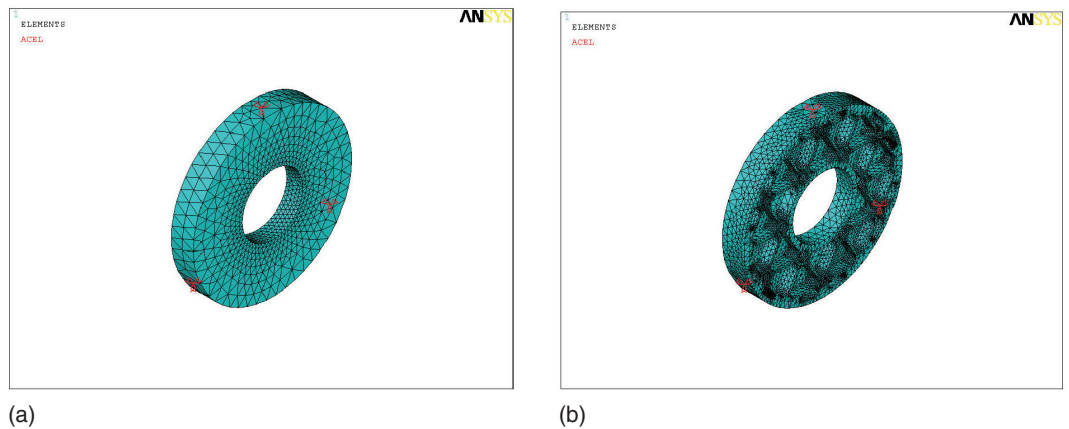 1
ANSYS
ELEMENTS
ACEL
(a)
1
ANSYS
ELEMENTS
ACEL
(b)